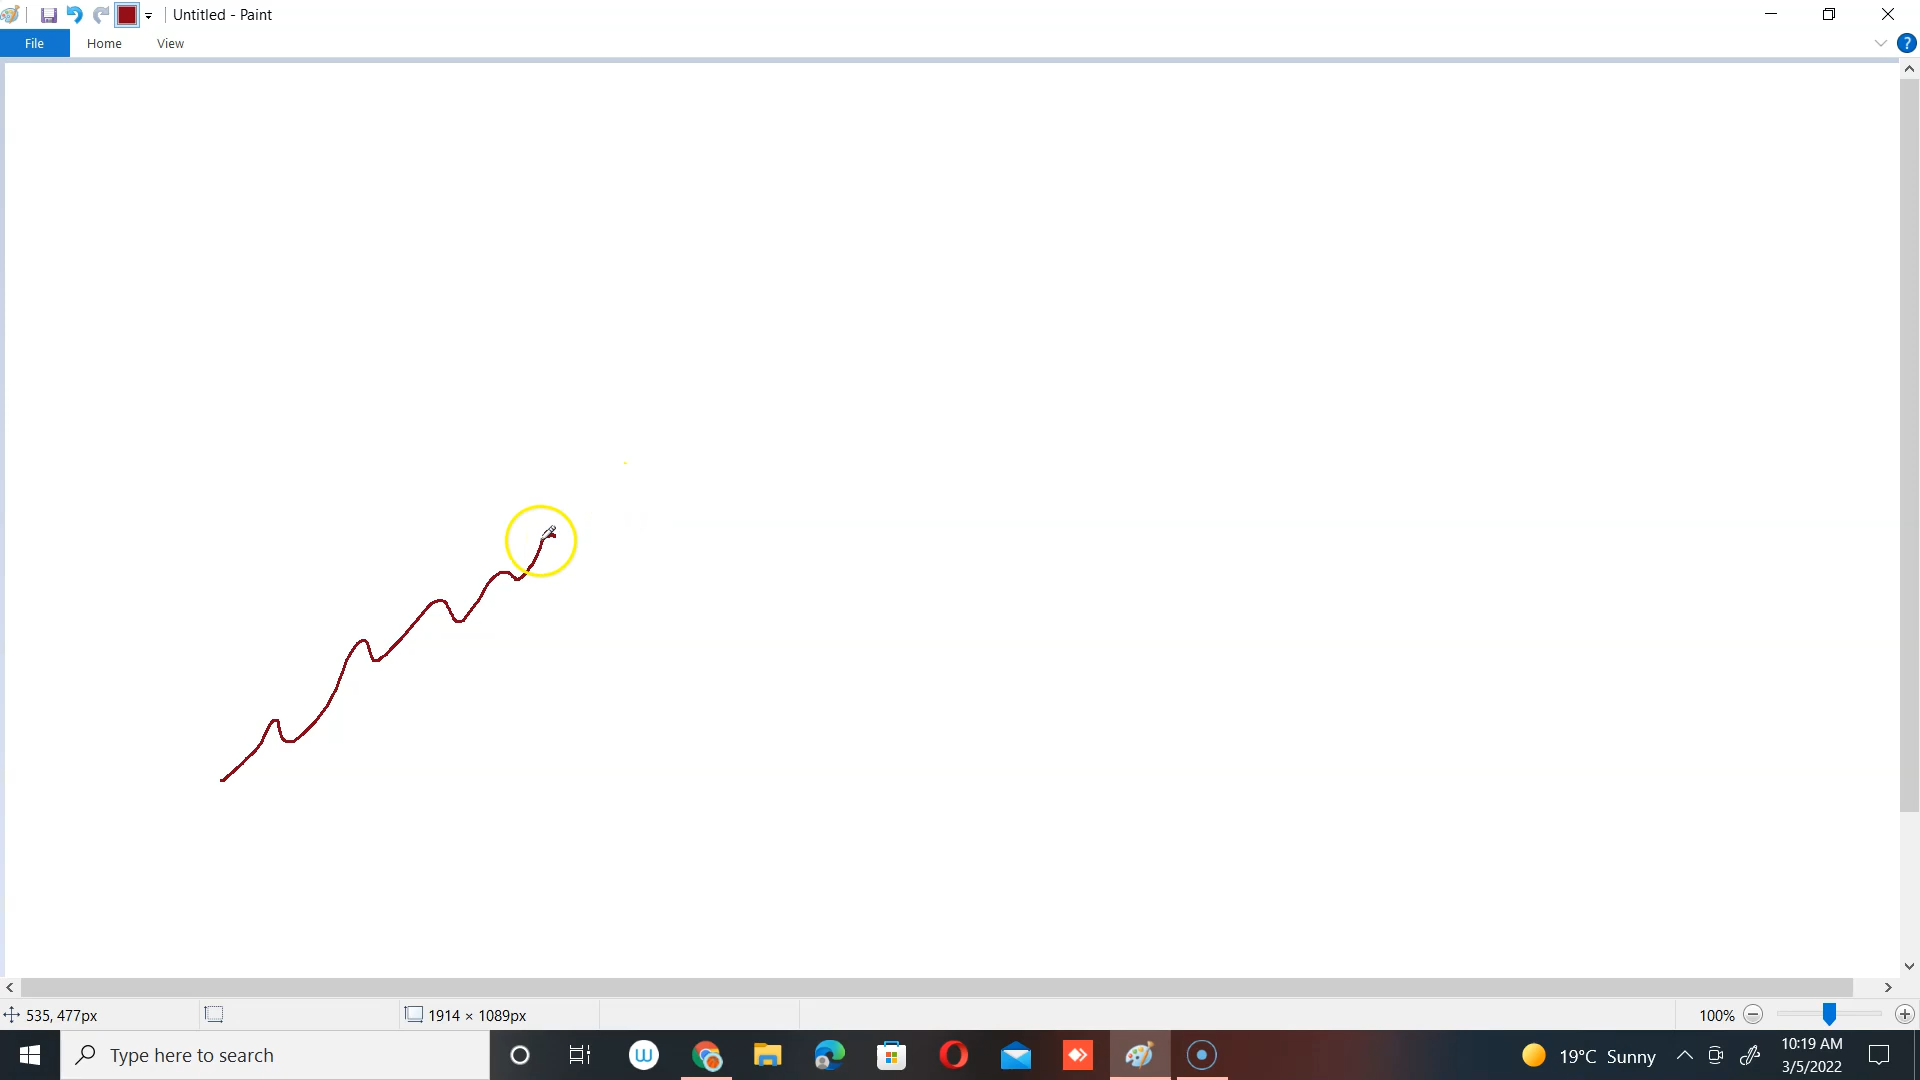 Untitled - Paint
File Home View
?
535, 477px 1914 × 1089px 100%
Type here to search
W
19°C Sunny
10:19 AM
3/5/2022